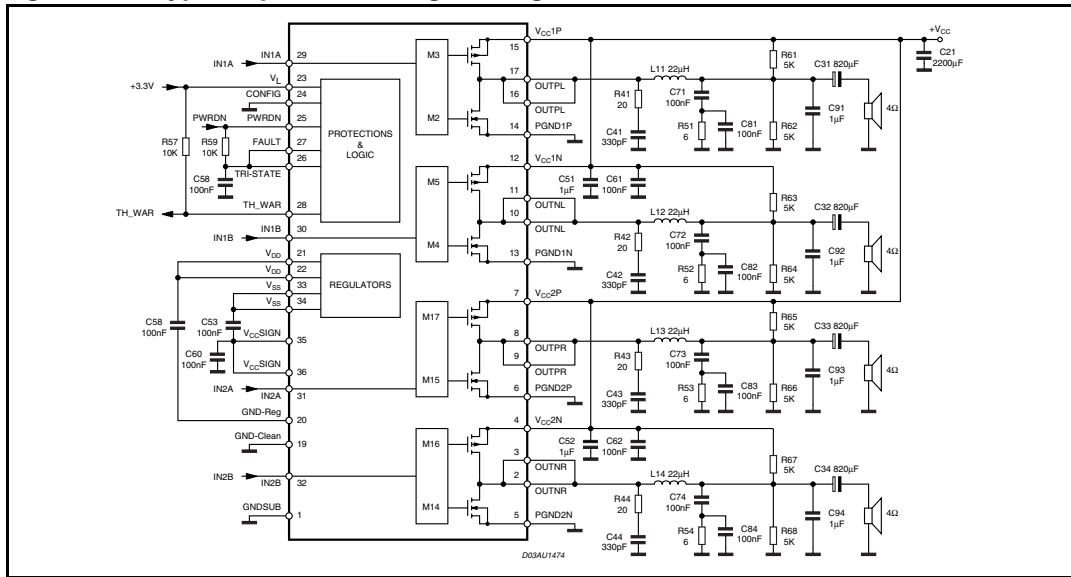 IN1A
IN1A
29
VL
23
+3.3V
CONFIG
24
PWRDN
PWRDN
25
R57
10K
R59
10K
FAULT
27
26
TRI-STATE
C58
100nF
TH_WAR
TH_WAR
28
IN1B
IN1B
30
PROTECTIONS
&
LOGIC
VDD
21
VDD
22
VSS
33
VSS
34
REGULATORS
C58
100nF
C53
100nF
VCCSIGN
35
C60
100nF
VCCSIGN
36
IN2A
IN2A
31
GND-Reg
20
GND-Clean
19
IN2B
IN2B
32
GNDSUB
1
M3
M2
15
VCC1P
17
OUTPL
16
OUTPL
14
PGND1P
M5
M4
12
VCC1N
11
OUTNL
10
OUTNL
13
PGND1N
M17
M15
7
VCC2P
8
OUTPR
9
OUTPR
6
PGND2P
M16
M14
4
VCC2N
3
OUTNR
2
OUTNR
5
PGND2N
+VCC
C21
2200µF
L11 22µH
R41
20
C41
330pF
C71
100nF
R51
6
C81
100nF
R61
5K
R62
5K
C31 820µF
C91
1µF
4Ω
C51
1µF
C61
100nF
L12 22µH
R42
20
C42
330pF
C72
100nF
R52
6
C82
100nF
R63
5K
R64
5K
C32 820µF
C92
1µF
4Ω
L13 22µH
R43
20
C43
330pF
C73
100nF
R53
6
C83
100nF
R65
5K
R66
5K
C33 820µF
C93
1µF
4Ω
C52
1µF
C62
100nF
L14 22µH
R44
20
C44
330pF
C74
100nF
R54
6
C84
100nF
R67
5K
R68
5K
C34 820µF
C94
1µF
4Ω
D03AU1474